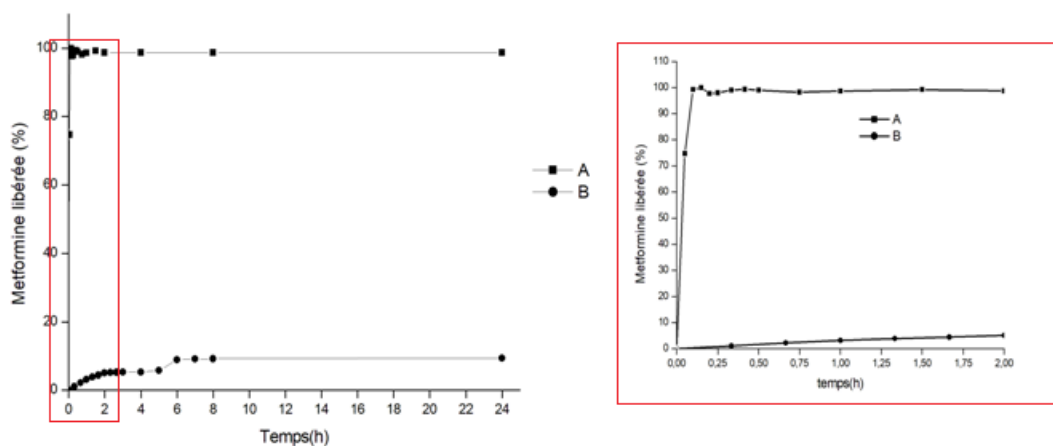 Metformine libérée (%)
100
80
60
40
20
0
0 2 4 6 8 10 12 14 16 18 20 22 24
Temps(h)
A
B
Metformine libérée (%)
110
100
90
80
70
60
50
40
30
20
10
0
0,00 0,25 0,50 0,75 1,00 1,25 1,50 1,75 2,00
temps(h)
A
B